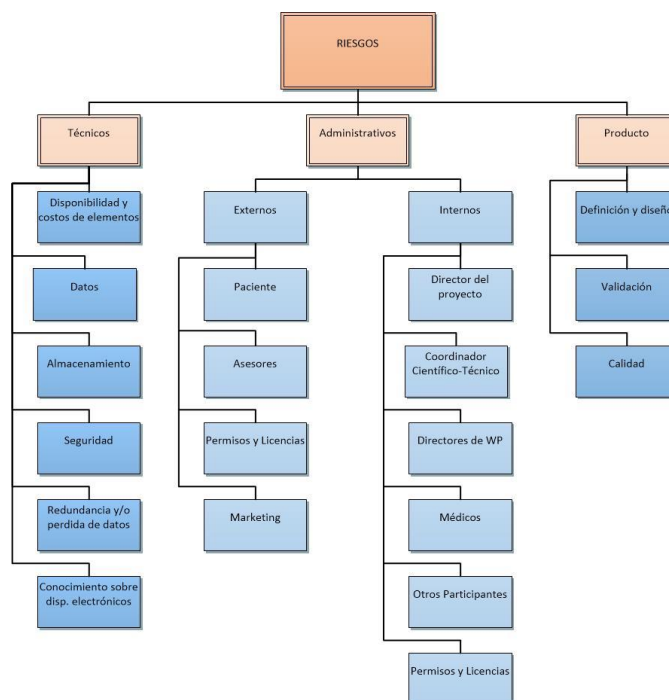 RIESGOS
Técnicos
Administrativos
Producto
Disponibilidad y
costos de elementos
Datos
Almacenamiento
Seguridad
Redundancia y/o
perdida de datos
Conocimiento sobre
disp. electrónicos
Externos
Paciente
Asesores
Permisos y Licencias
Marketing
Internos
Director del
proyecto
Coordinador
Científico-Técnico
Directores de WP
Médicos
Otros Participantes
Permisos y Licencias
Definición y diseño
Validación
Calidad